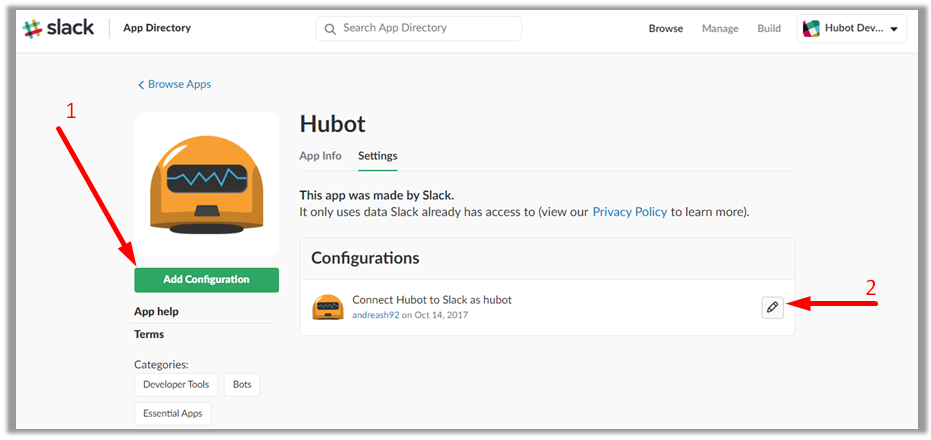 slack
App Directory
Search App Directory
Browse
Manage
Build
Hubot Dev...
Browse Apps
1
Hubot
App Info
Settings
This app was made by Slack.
It only uses data Slack already has access to (view our Privacy Policy to learn more).
Add Configuration
Configurations
Connect Hubot to Slack as hubot
andreash92 on Oct 14, 2017
2
App help
Terms
Categories:
Developer Tools
Bots
Essential Apps